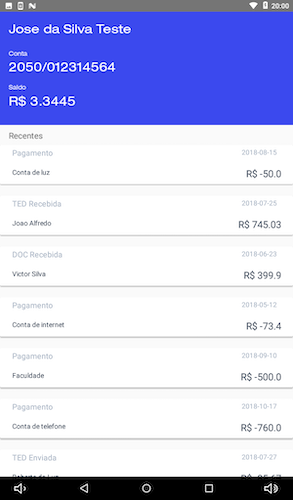 20:00
Jose da Silva Teste
Conta
2050/012314564
Saldo
R$ 3.3445
Recentes
Pagamento 2018-08-15
Conta de luz R$ -50.0
TED Recebida 2018-07-25
Joao Alfredo R$ 745.03
DOC Recebida 2018-06-23
Victor Silva R$ 399.9
Pagamento 2018-05-12
Conta de internet R$ -73.4
Pagamento 2018-09-10
Faculdade R$ -500.0
Pagamento 2018-10-17
Conta de telefone R$ -760.0
TED Enviada 2018-07-27